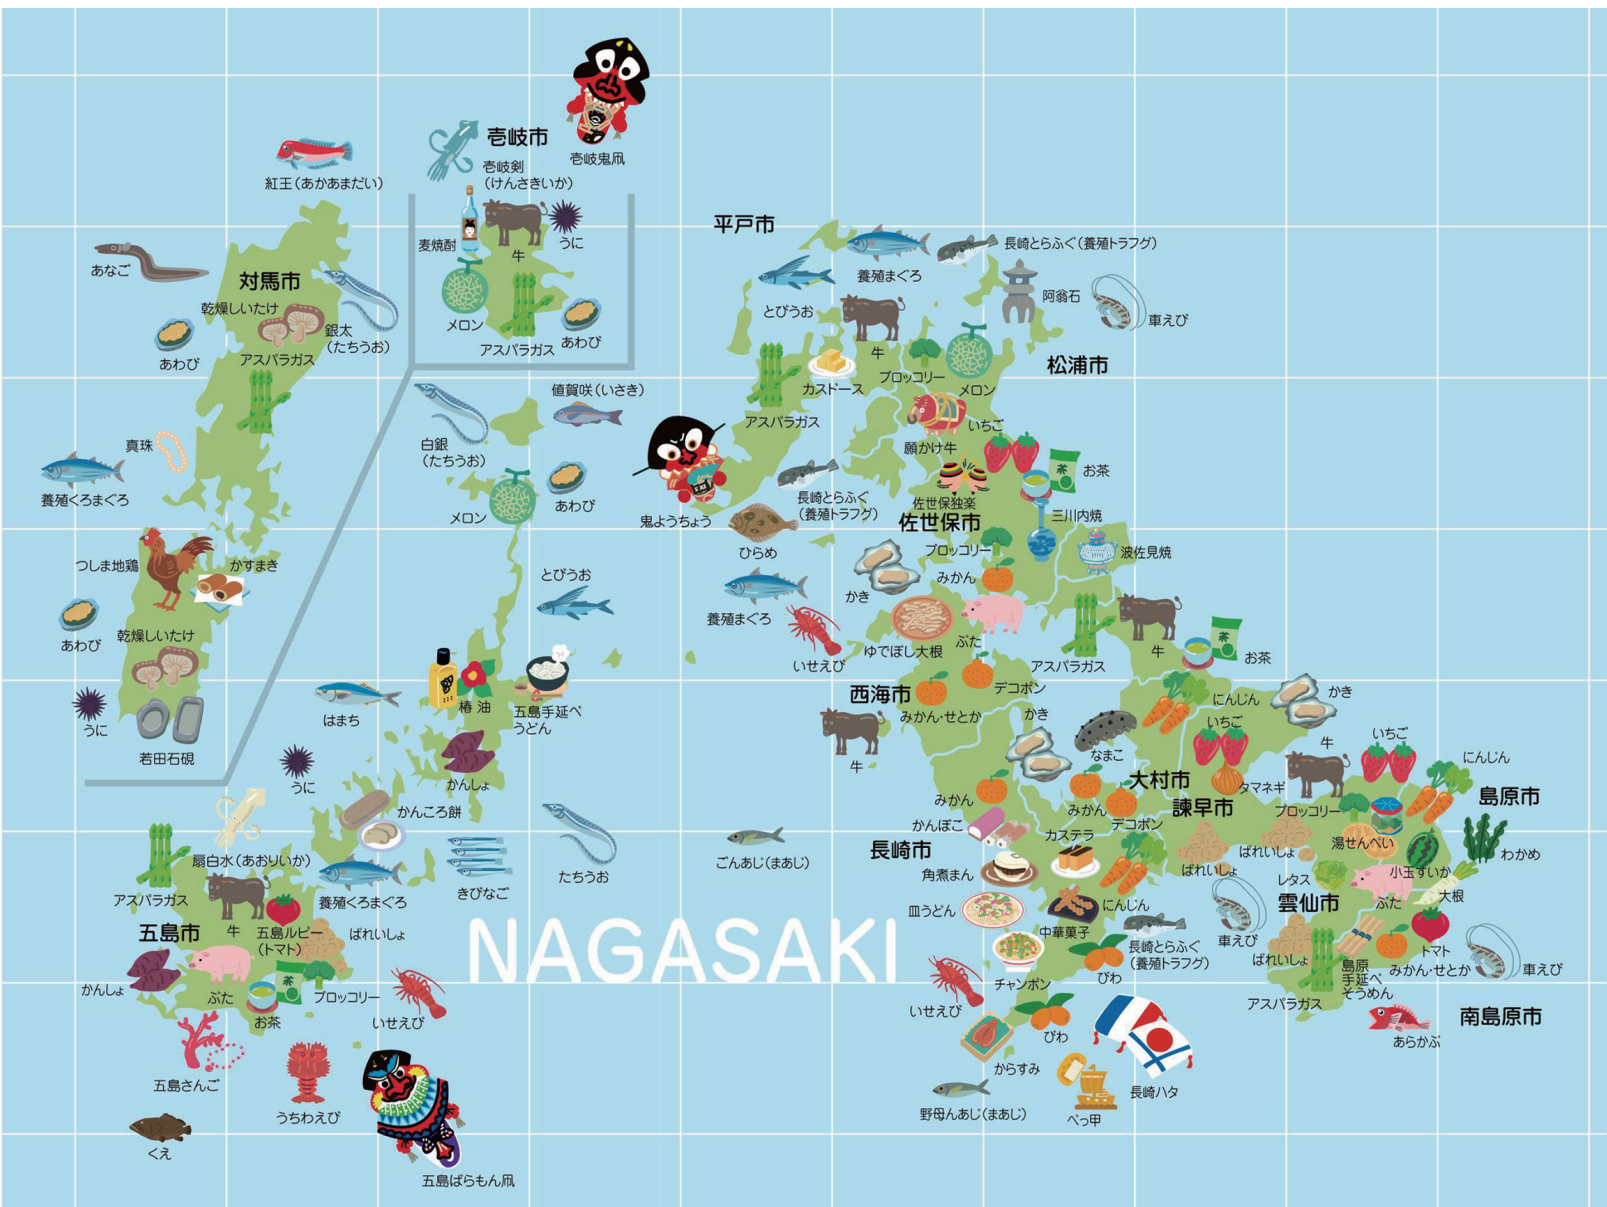 壱岐市
壱岐鬼凧
壱岐剣
（けんさきいか）
紅王（あかあまだい）
麦焼酎
牛
うに
メロン
アスパラガス
あわび
あなご
対馬市
乾燥しいたけ
銀太
（たちうお）
あわび
アスパラガス
真珠
養殖くろまぐろ
つしま地鶏
かすまき
あわび
乾燥しいたけ
うに
若田石硯
平戸市
養殖まぐろ
長崎とらふぐ（養殖トラフグ）
とびうお
阿翁石
車えび
牛
カスドース
ブロッコリー
メロン
松浦市
アスパラガス
願かけ牛
いちご
値賀咲（いさき）
白銀
（たちうお）
メロン
あわび
鬼ようちょう
長崎とらふぐ
（養殖トラフグ）
ひらめ
佐世保独楽
佐世保市
お茶
三川内焼
波佐見焼
ブロッコリー
みかん
かき
とびうお
養殖まぐろ
いせえび
ゆでぼし大根
ぶた
アスパラガス
牛
お茶
西海市
みかん・せとか
デコポン
牛
かき
なまこ
にんじん
かき
いちご
大村市
タマネギ
牛
いちご
にんじん
はまち
椿 油
五島手延べ
うどん
かんしょ
うに
かんころ餅
扇白水（あおりいか）
アスパラガス
牛
養殖くろまぐろ
きびなご
たちうお
ごんあじ（まあじ）
五島市
五島ルビー
（トマト）
ばれいしょ
かんしょ
ぶた
お茶
ブロッコリー
いせえび
五島さんご
うちわえび
くえ
五島ばらもん凧
NAGASAKI
みかん
みかん
デコポン
諫早市
ブロッコリー
島原市
かんぼこ
カステラ
長崎市
角煮まん
ばれいしょ
ばれいしょ
湯せんぺい
わかめ
小玉すいか
レタス
ぶた
大根
雲仙市
皿うどん
中華菓子
にんじん
長崎とらふぐ
（養殖トラフグ）
車えび
チャンポン
びわ
いせえび
びわ
からすみ
野母んあじ（まあじ）
べっ甲
長崎ハタ
ばれいしょ
アスパラガス
島原
手延べ
そうめん
みかん・せとか
トマト
車えび
あらかぶ
南島原市